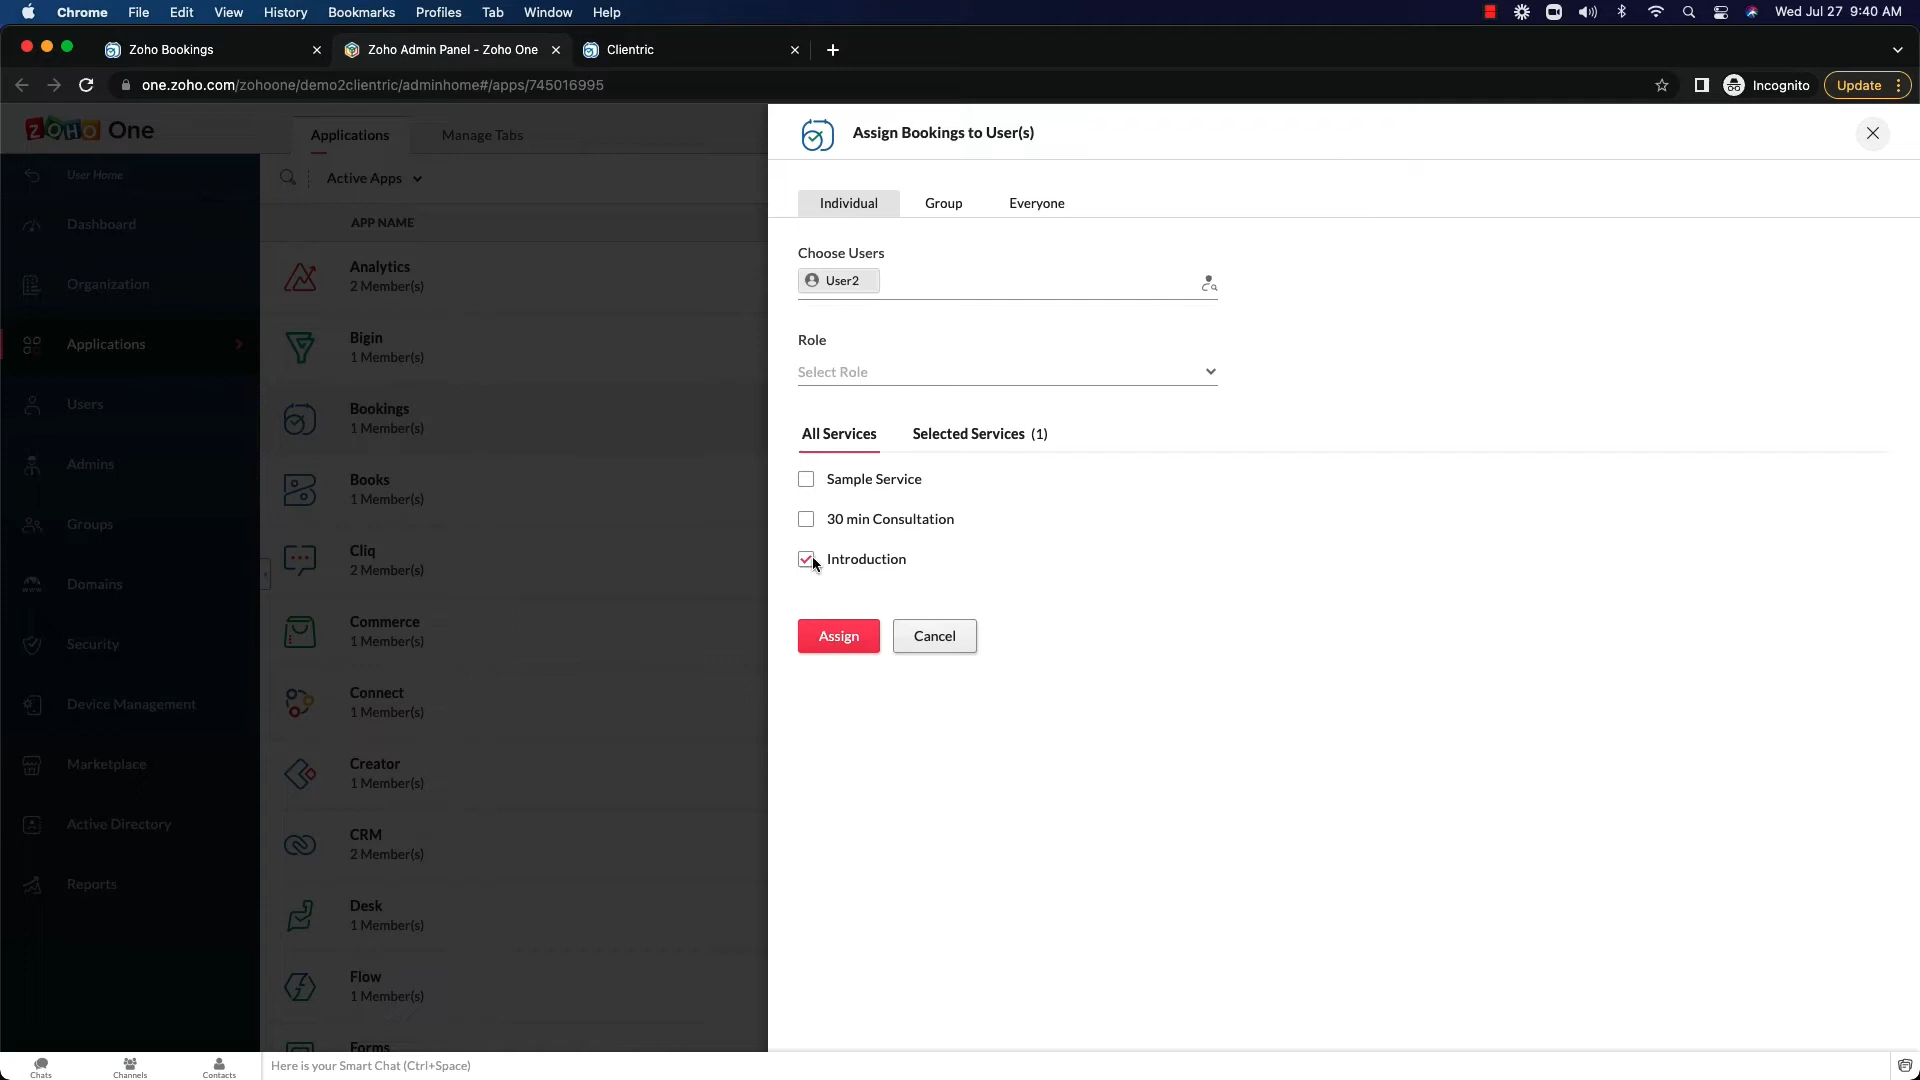 Chrome File Edit View History Bookmarks Profiles Tab Window Help Wed Jul 27 9:40 AM
Zoho Bookings Zoho Admin Panel - Zoho One Clientric
one.zoho.com/zohoone/demo2clientric/adminhome#/apps/745016995 Incognito Update
ZOHO One
Applications Manage Tabs
User Home
Dashboard
Organization
Applications
Users
Admins
Groups
Domains
Security
Device Management
Marketplace
Active Directory
Reports
Active Apps
APP NAME
Analytics
2 Member(s)
Bigin
1 Member(s)
Bookings
1 Member(s)
Books
1 Member(s)
Cliq
2 Member(s)
Commerce
1 Member(s)
Connect
1 Member(s)
Creator
1 Member(s)
CRM
2 Member(s)
Desk
1 Member(s)
Flow
1 Member(s)
Forms
Assign Bookings to User(s)
Individual Group Everyone
Choose Users
User2
Role
Select Role
All Services Selected Services (1)
Sample Service
30 min Consultation
Introduction
Assign Cancel
Chats Channels Contacts Here is your Smart Chat (Ctrl+Space)